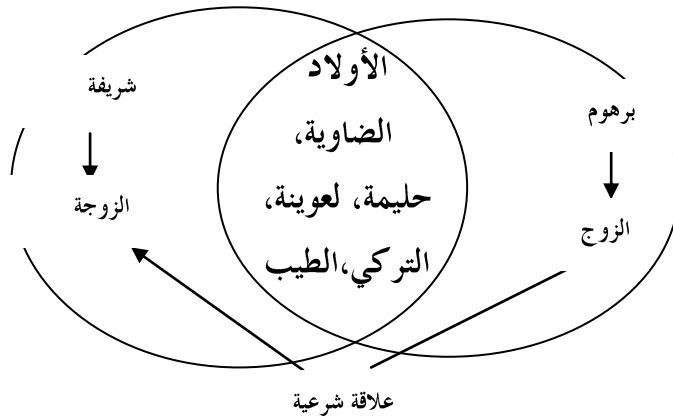 الأولاد
الضاوية،
حليمة، لعوينة،
التركي،الطيب
برهوم
الزوج
شريفة
الزوجة
علاقة شرعية